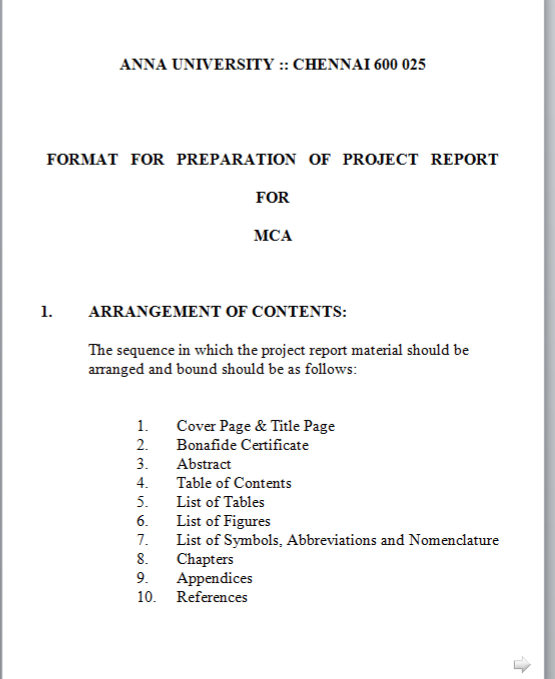 ANNA UNIVERSITY :: CHENNAI 600 025
FORMAT FOR PREPARATION OF PROJECT REPORT
FOR
MCA
1. ARRANGEMENT OF CONTENTS:
The sequence in which the project report material should be
arranged and bound should be as follows:
1. Cover Page & Title Page
2. Bonafide Certificate
3. Abstract
4. Table of Contents
5. List of Tables
6. List of Figures
7. List of Symbols, Abbreviations and Nomenclature
8. Chapters
9. Appendices
10. References